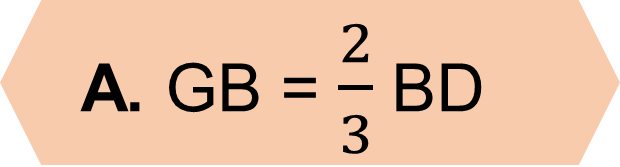 A. GB = 2/3 BD